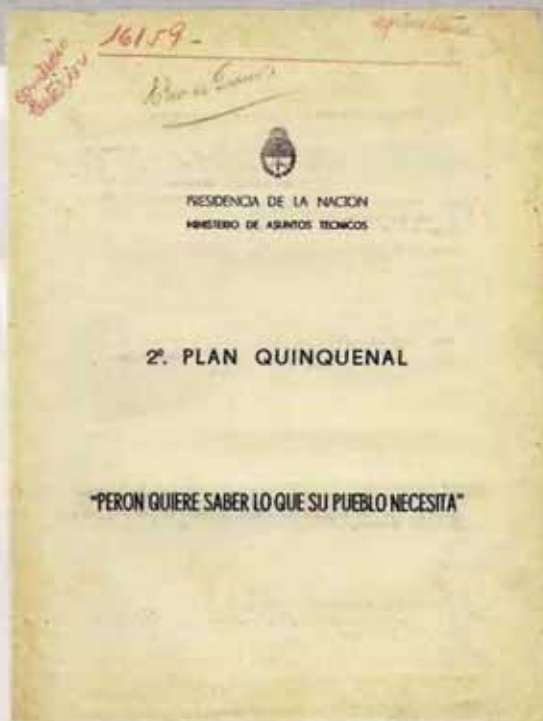 16159-
PRESIDENCIA DE LA NACION
MINISTERIO DE ASUNTOS TECNICOS
2º. PLAN QUINQUENAL
"PERON QUIERE SABER LO QUE SU PUEBLO NECESITA"